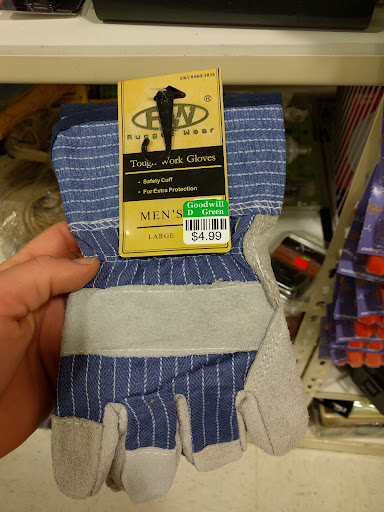 RW ®
Rugged Wear
Tough Work Gloves
• Safety Cuff
• For Extra Protection
MEN'S
LARGE
Goodwill
D Green
$4.99